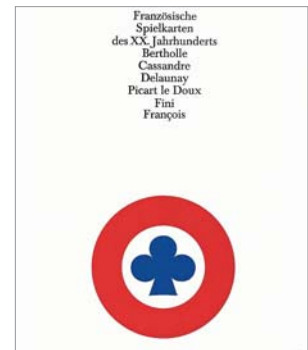 Französische
Spielkarten
des XX. Jahrhunderts
Bertholle
Cassandre
Delaunay
Picart le Doux
Fini
François